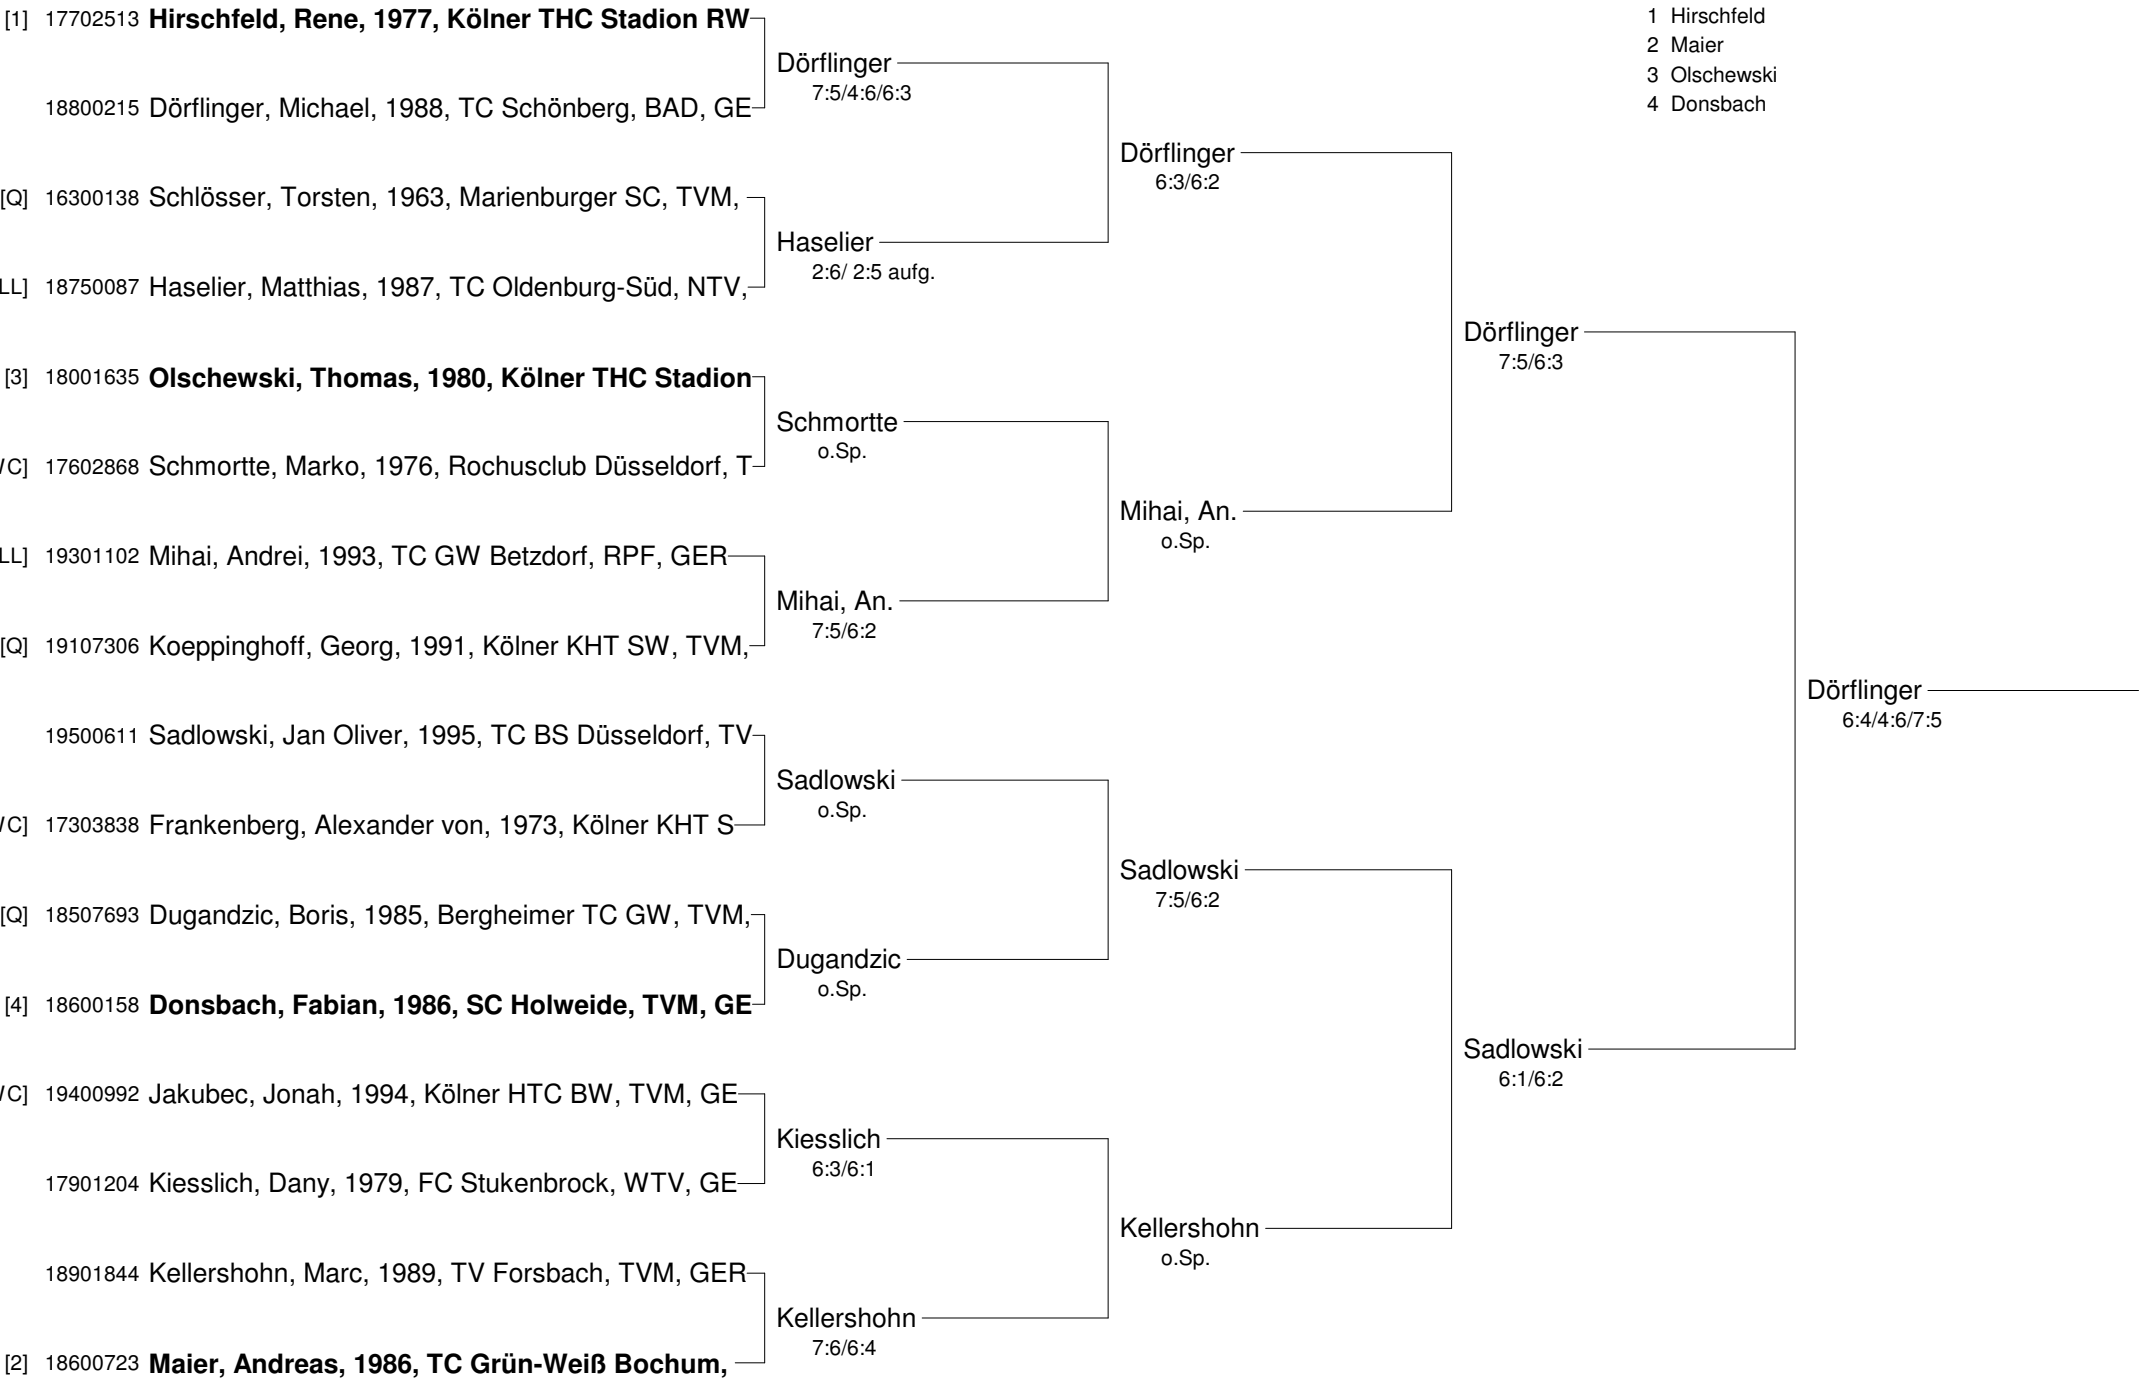 [1] 17702513 Hirschfeld, Rene, 1977, Kölner THC Stadion RW
1 Hirschfeld
2 Maier
3 Olschewski
4 Donsbach
Dörflinger
7:5/4:6/6:3
18800215 Dörflinger, Michael, 1988, TC Schönberg, BAD, GE
Dörflinger
6:3/6:2
[Q] 16300138 Schlösser, Torsten, 1963, Marienburger SC, TVM,
Haselier
2:6/ 2:5 aufg.
LL] 18750087 Haselier, Matthias, 1987, TC Oldenburg-Süd, NTV,
Dörflinger
7:5/6:3
[3] 18001635 Olschewski, Thomas, 1980, Kölner THC Stadion
Schmortte
o.Sp.
C] 17602868 Schmortte, Marko, 1976, Rochusclub Düsseldorf, T
Mihai, An.
o.Sp.
LL] 19301102 Mihai, Andrei, 1993, TC GW Betzdorf, RPF, GER
Mihai, An.
7:5/6:2
[Q] 19107306 Koeppinghoff, Georg, 1991, Kölner KHT SW, TVM,
Dörflinger
6:4/4:6/7:5
19500611 Sadlowski, Jan Oliver, 1995, TC BS Düsseldorf, TV
Sadlowski
o.Sp.
C] 17303838 Frankenberg, Alexander von, 1973, Kölner KHT S
Sadlowski
7:5/6:2
[Q] 18507693 Dugandzic, Boris, 1985, Bergheimer TC GW, TVM,
Dugandzic
o.Sp.
[4] 18600158 Donsbach, Fabian, 1986, SC Holweide, TVM, GE
Sadlowski
6:1/6:2
C] 19400992 Jakubec, Jonah, 1994, Kölner HTC BW, TVM, GE
Kiesslich
6:3/6:1
17901204 Kiesslich, Dany, 1979, FC Stukenbrock, WTV, GE
Kellershohn
o.Sp.
18901844 Kellershohn, Marc, 1989, TV Forsbach, TVM, GER
Kellershohn
7:6/6:4
[2] 18600723 Maier, Andreas, 1986, TC Grün-Weiß Bochum,